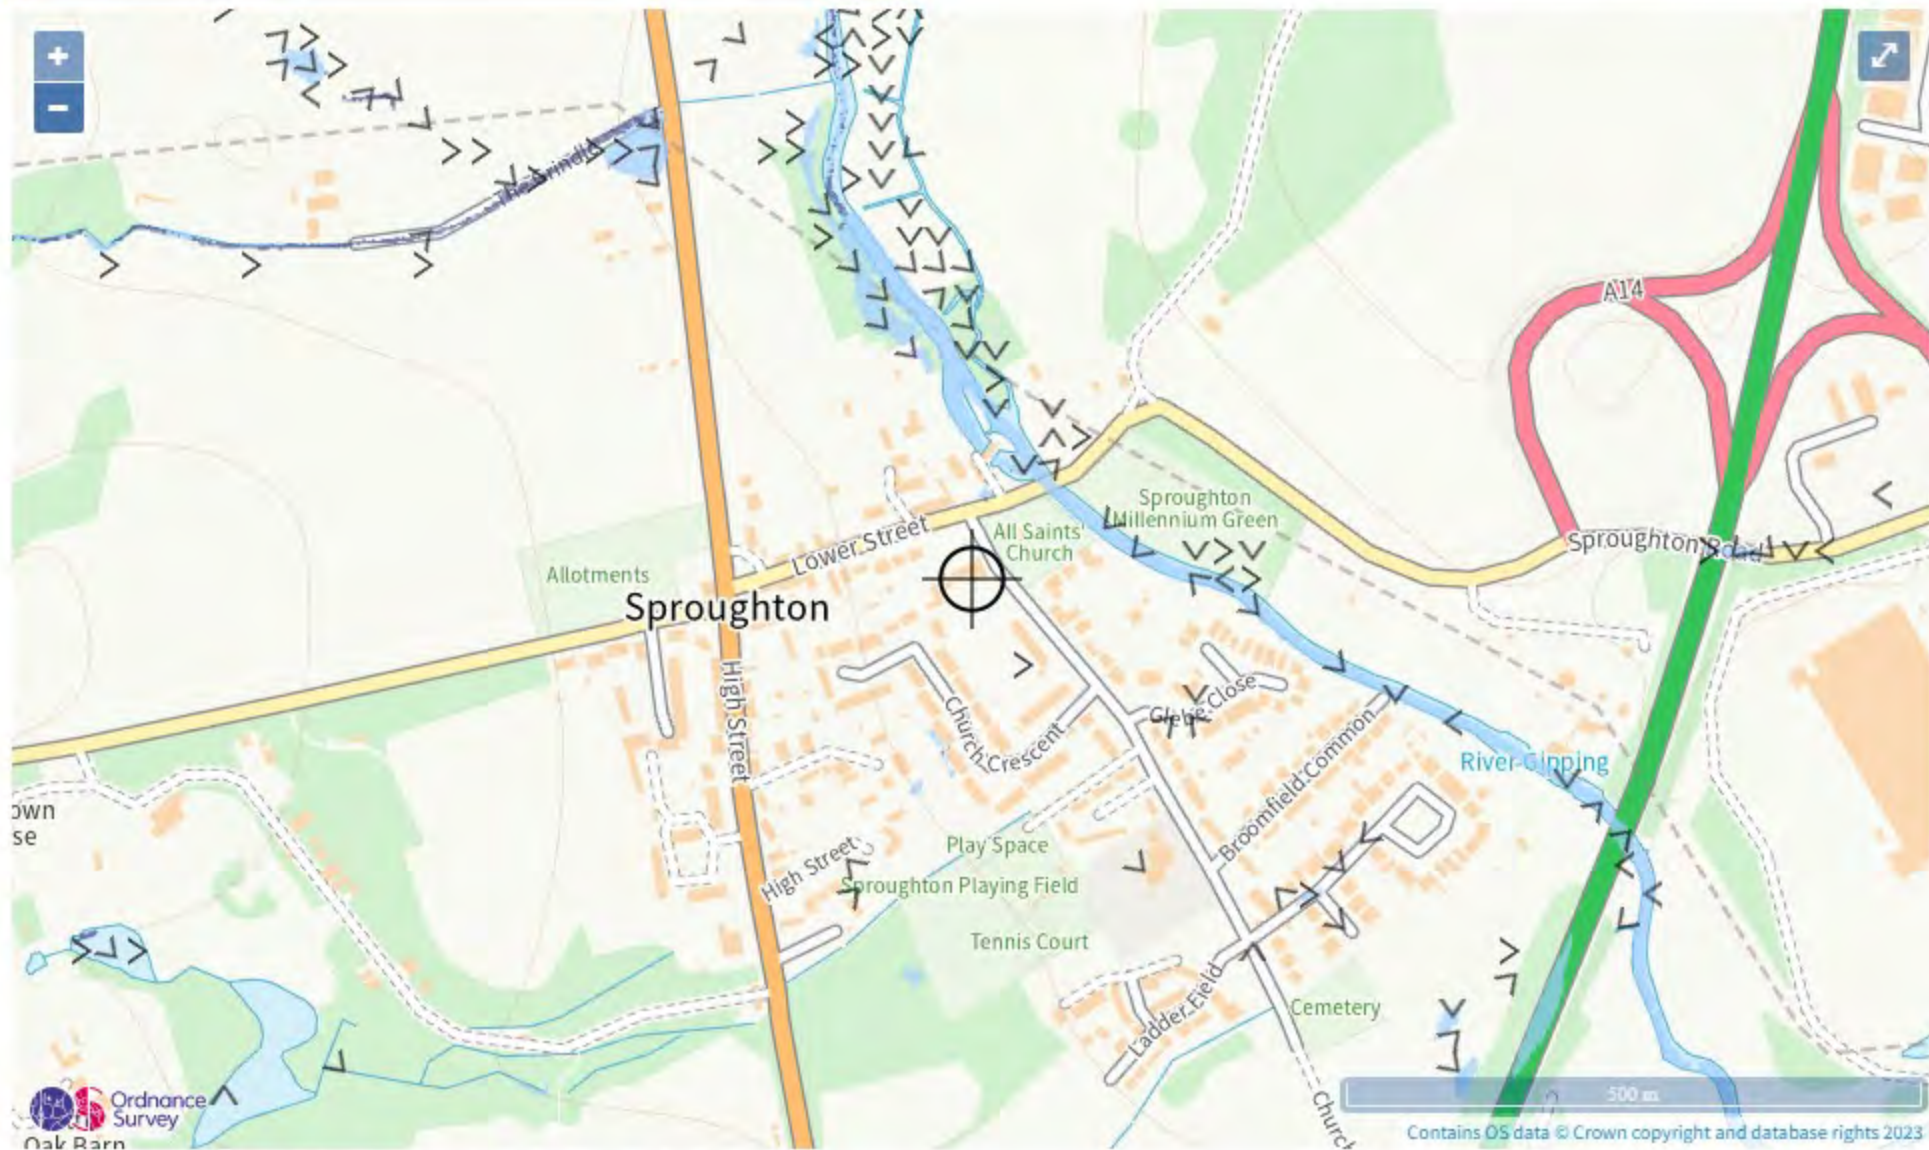 +
−
A14
Sproughton
Millennium Green
All Saints'
Church
Lower Street
Sproughton Road
Allotments
Sproughton
High Street
Glebe Close
Church Crescent
Broomfield Common
River Gipping
own
se
Play Space
High Street
Sproughton Playing Field
Tennis Court
Ladder Field
Cemetery
Ordnance
Survey
500 m
Church
Oak Barn
Contains OS data © Crown copyright and database rights 2023